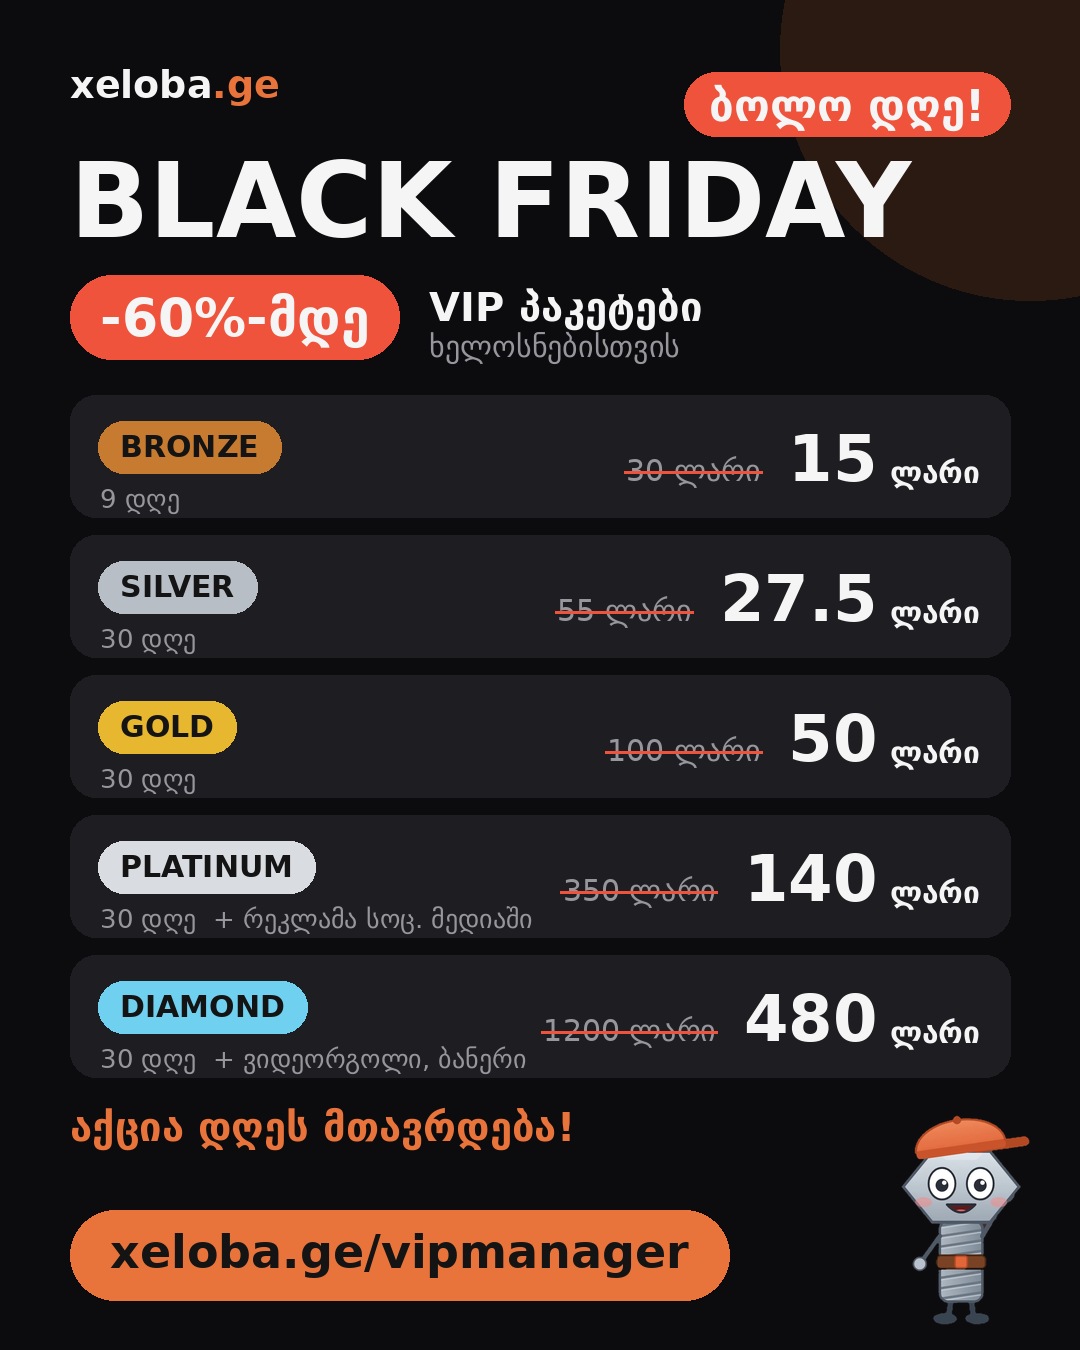 xeloba.ge
ბოლო დღე!
BLACK FRIDAY
-60%-მდე
VIP პაკეტები
ხელოსნებისთვის
BRONZE
9 დღე
30 ლარი 15 ლარი
SILVER
30 დღე
55 ლარი 27.5 ლარი
GOLD
30 დღე
100 ლარი 50 ლარი
PLATINUM
30 დღე + რეკლამა სოც. მედიაში
350 ლარი 140 ლარი
DIAMOND
30 დღე + ვიდეორგოლი, ბანერი
1200 ლარი 480 ლარი
აქცია დღეს მთავრდება!
xeloba.ge/vipmanager